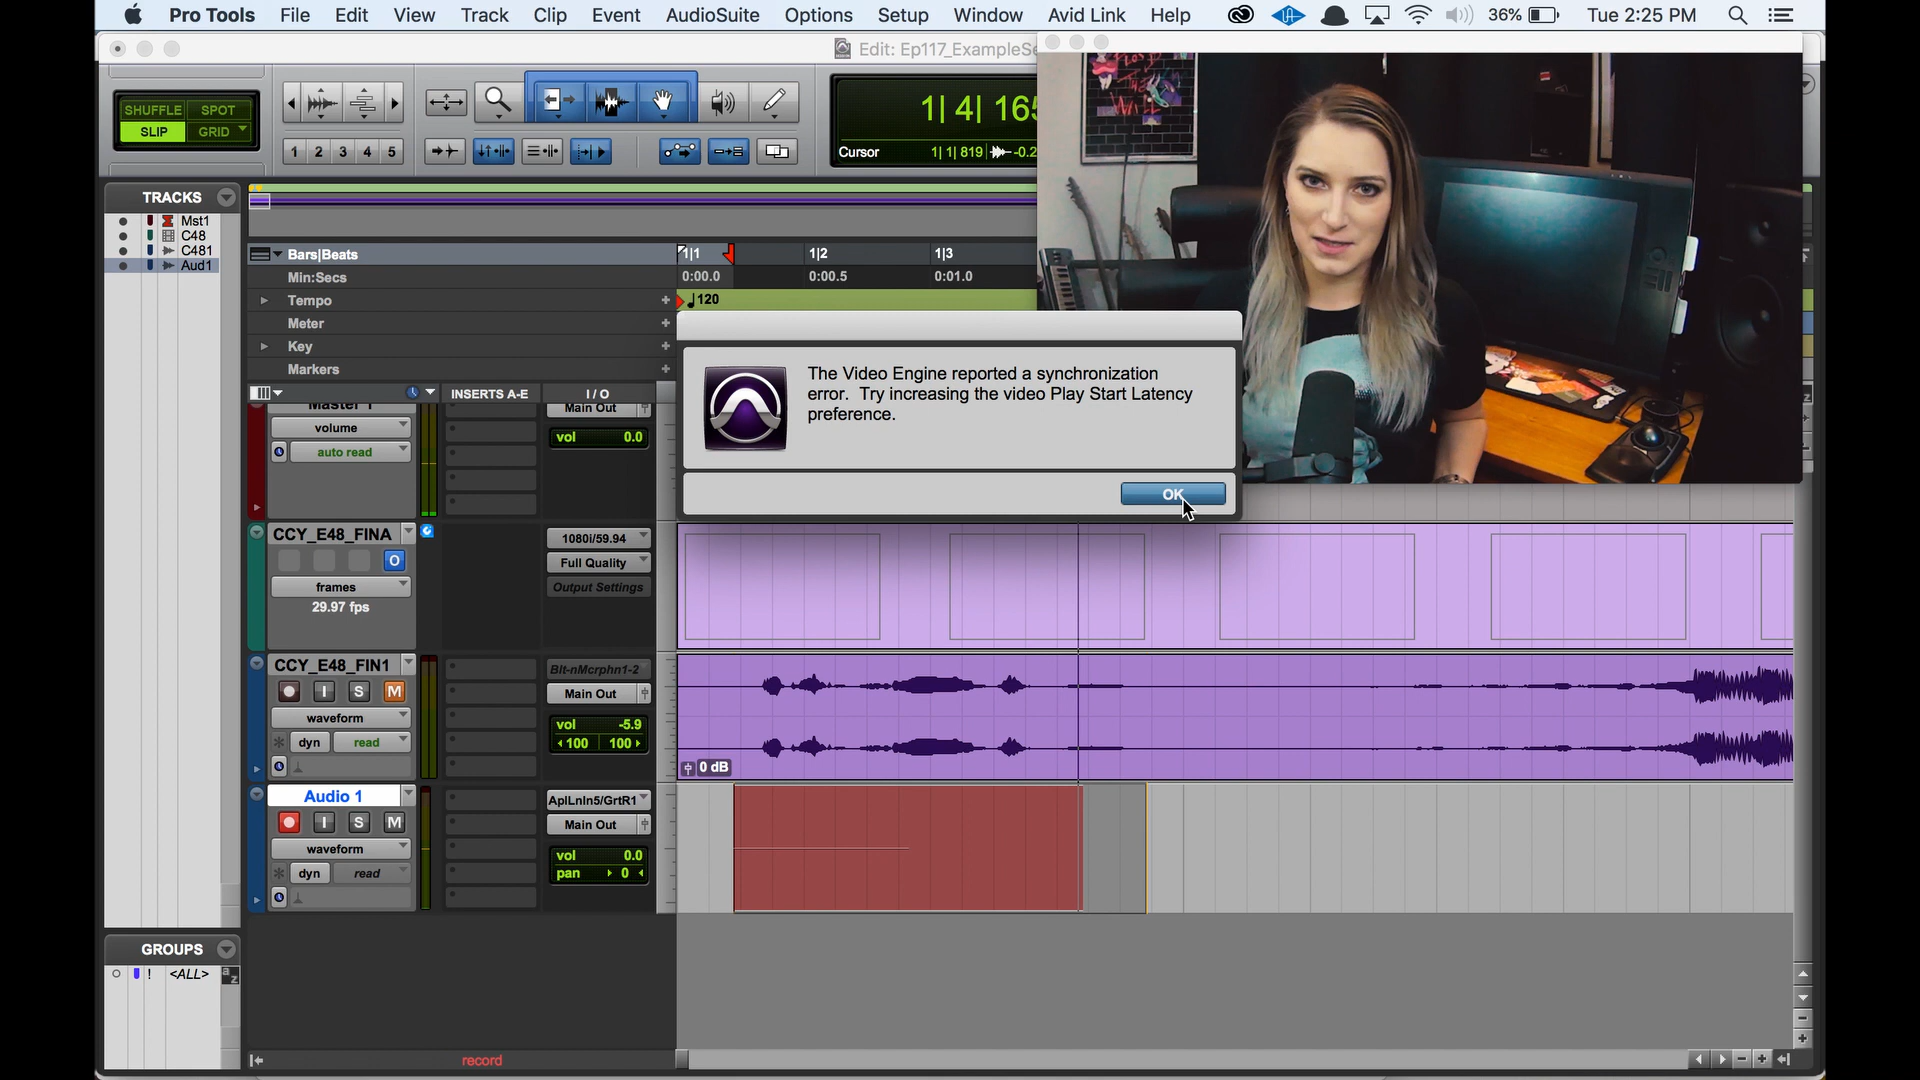 Pro Tools File Edit View Track Clip Event AudioSuite Options Setup Window Avid Link Help 36% Tue 2:25 PM
Edit: Ep117_ExampleSe
SHUFFLE SPOT
SLIP GRID
1 2 3 4 5
1| 4| 165
Cursor 1| 1| 819 -0.2
TRACKS
Mst1
C48
C481
Aud1
Bars|Beats 1|1 1|2 1|3
Min:Secs 0:00.0 0:00.5 0:01.0
Tempo + 120
Meter +
Key +
Markers +
The Video Engine reported a synchronization
error. Try increasing the video Play Start Latency
preference.
OK
INSERTS A-E I / O
Master 1 Main Out
volume vol 0.0
auto read
CCY_E48_FINA 1080i/59.94
O Full Quality
frames Output Settings
29.97 fps
CCY_E48_FIN1 Blt-nMcrphn1-2
I S M Main Out
waveform vol -5.9
dyn read 100 100
0 dB
Audio 1 AplLnIn5/GrtR1
I S M Main Out
waveform vol 0.0
dyn read pan 0
GROUPS
! <ALL> a z
record